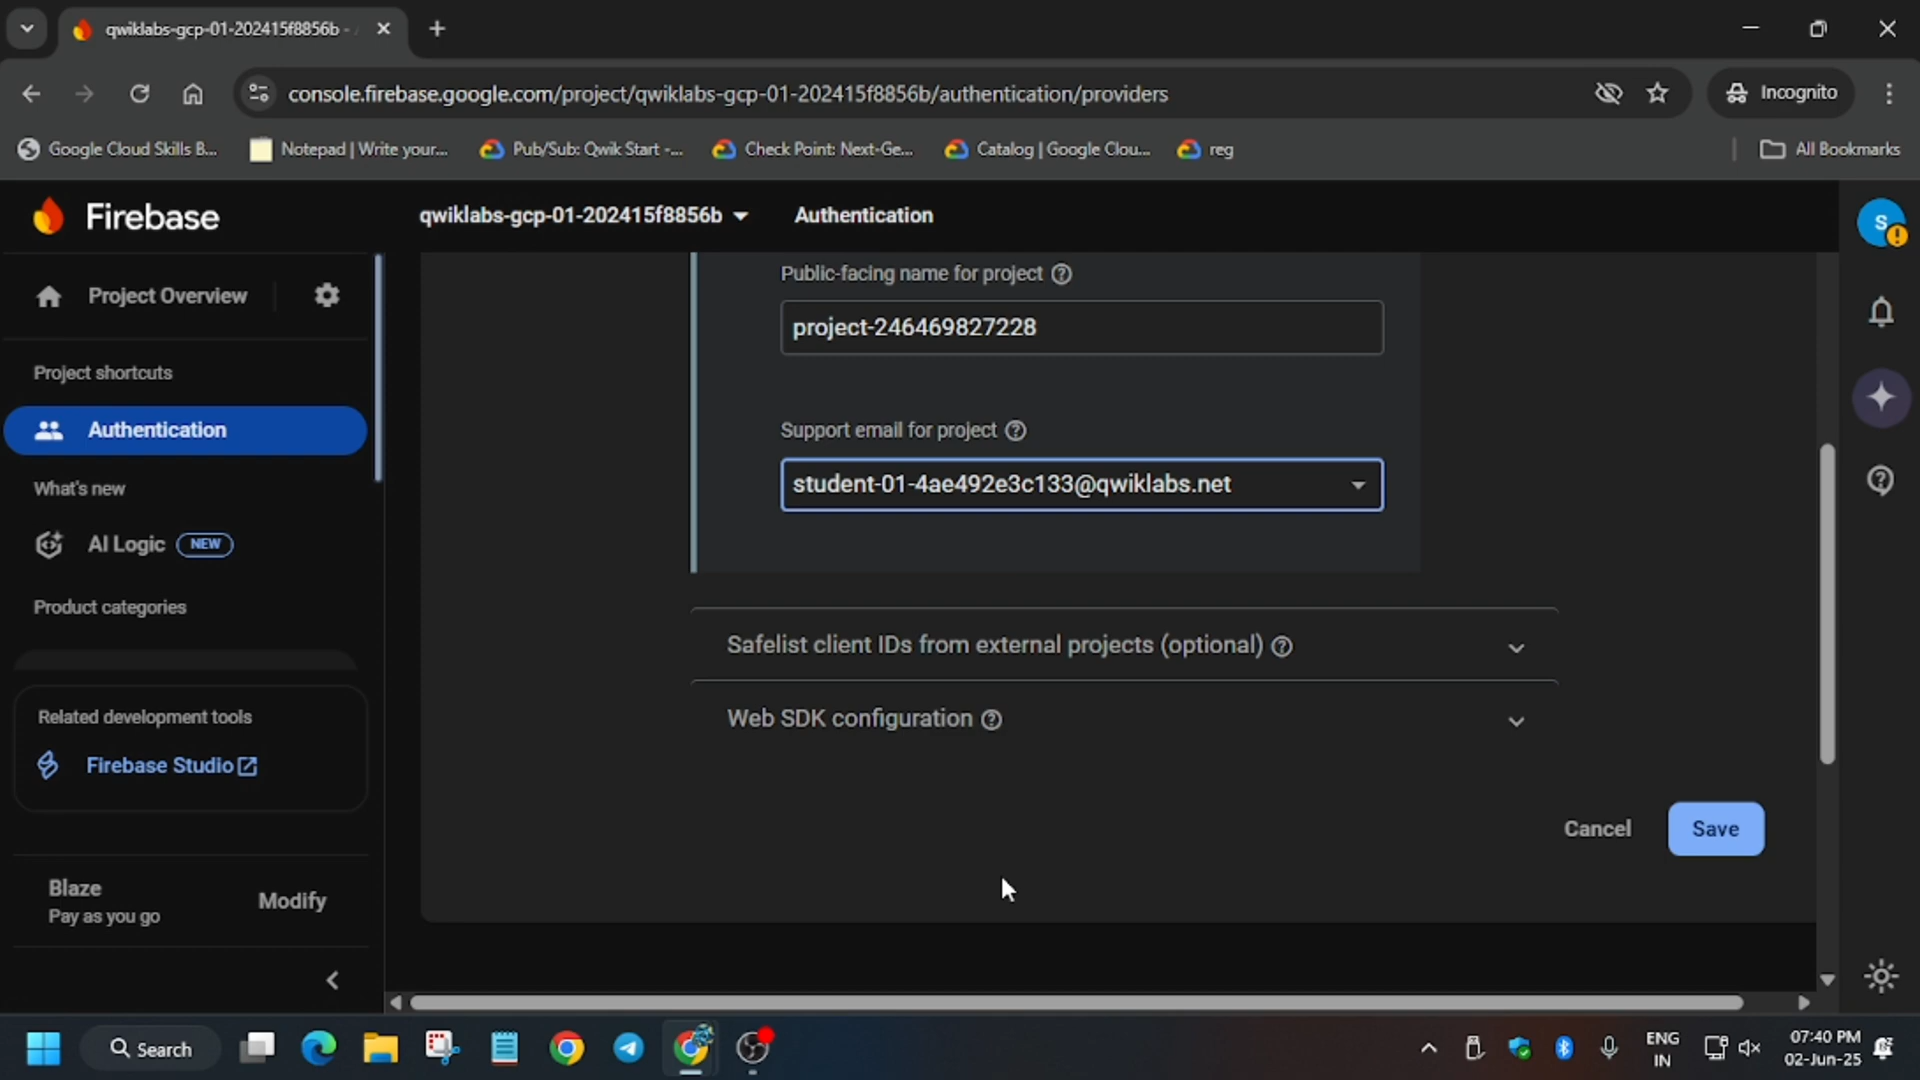 qwiklabs-gcp-01-202415f8856b -
console.firebase.google.com/project/qwiklabs-gcp-01-202415f8856b/authentication/providers
Incognito
Google Cloud Skills B...
Notepad | Write your...
Pub/Sub: Qwik Start -...
Check Point: Next-Ge...
Catalog | Google Clou...
reg
All Bookmarks
Firebase
qwiklabs-gcp-01-202415f8856b
Authentication
S
Project Overview
Project shortcuts
Authentication
What's new
AI Logic NEW
Product categories
Related development tools
Firebase Studio
Blaze
Pay as you go
Modify
Public-facing name for project
project-246469827228
Support email for project
student-01-4ae492e3c133@qwiklabs.net
Safelist client IDs from external projects (optional)
Web SDK configuration
Cancel
Save
Search
ENG
IN
07:40 PM
02-Jun-25